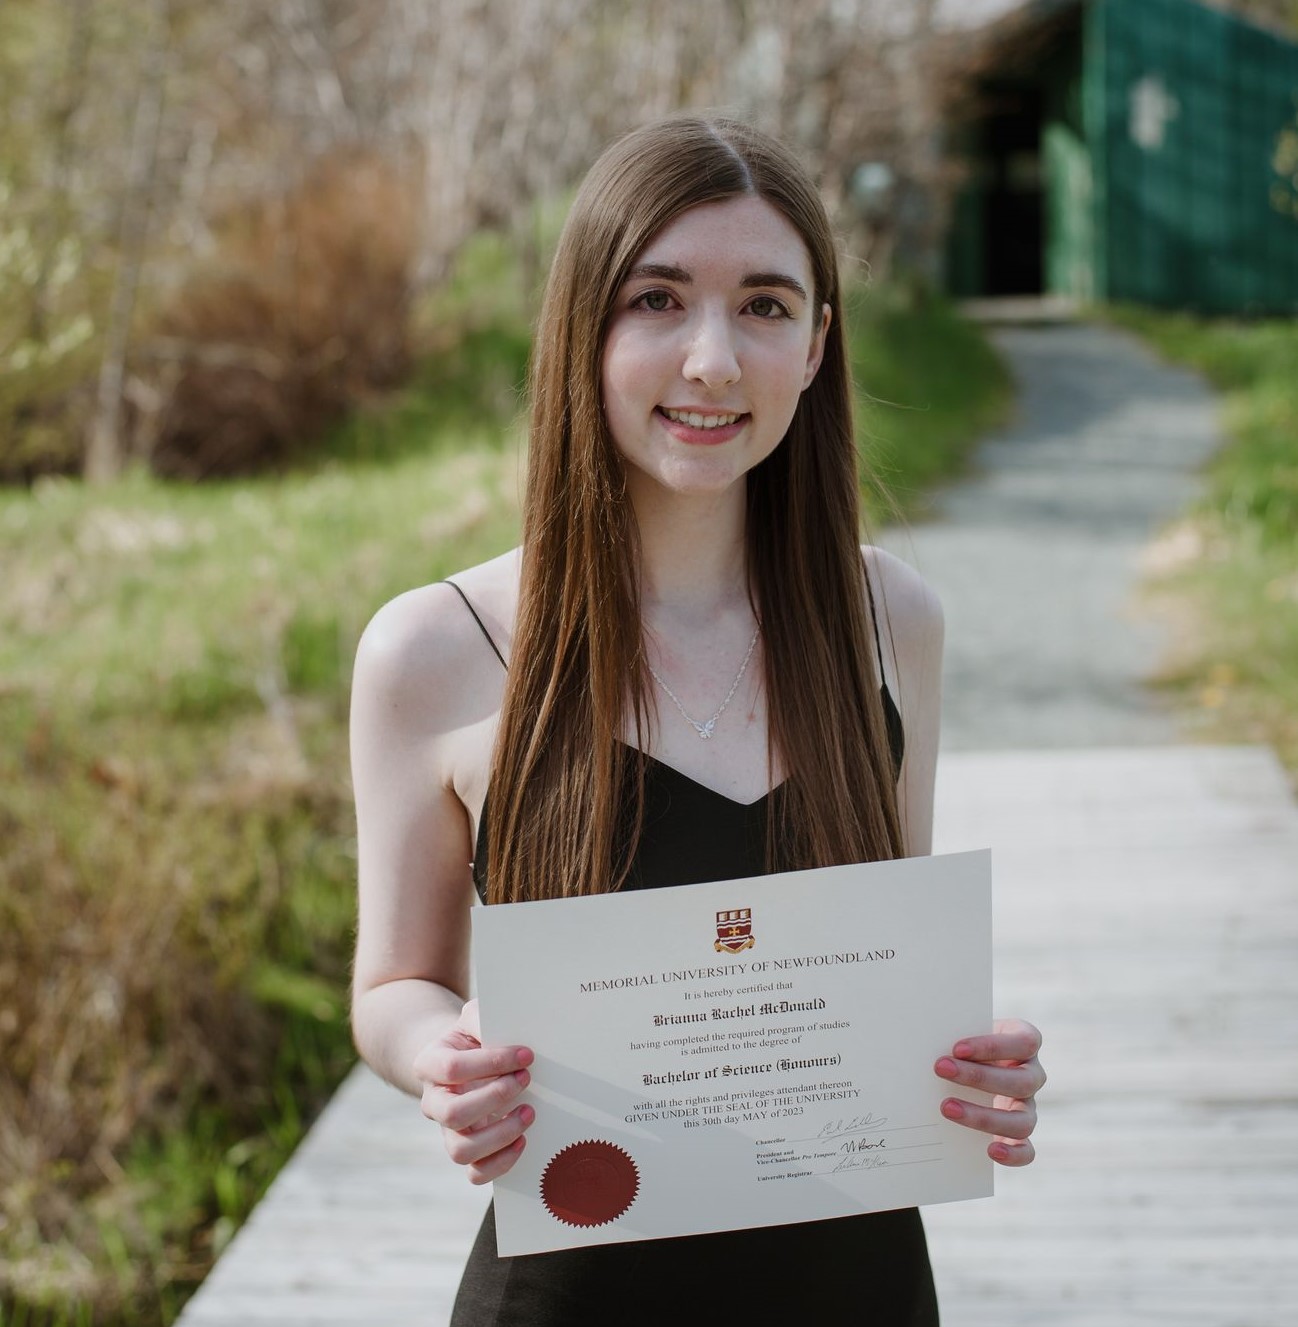 MEMORIAL UNIVERSITY OF NEWFOUNDLAND
It is hereby certified that
Brianna Rachel McDonald
having completed the required program of studies
is admitted to the degree of
Bachelor of Science (Honours)
with all the rights and privileges attendant thereon
GIVEN UNDER THE SEAL OF THE UNIVERSITY
this 30th day MAY of 2023
Chancellor
President and
Vice-Chancellor Pro Tempore
University Registrar